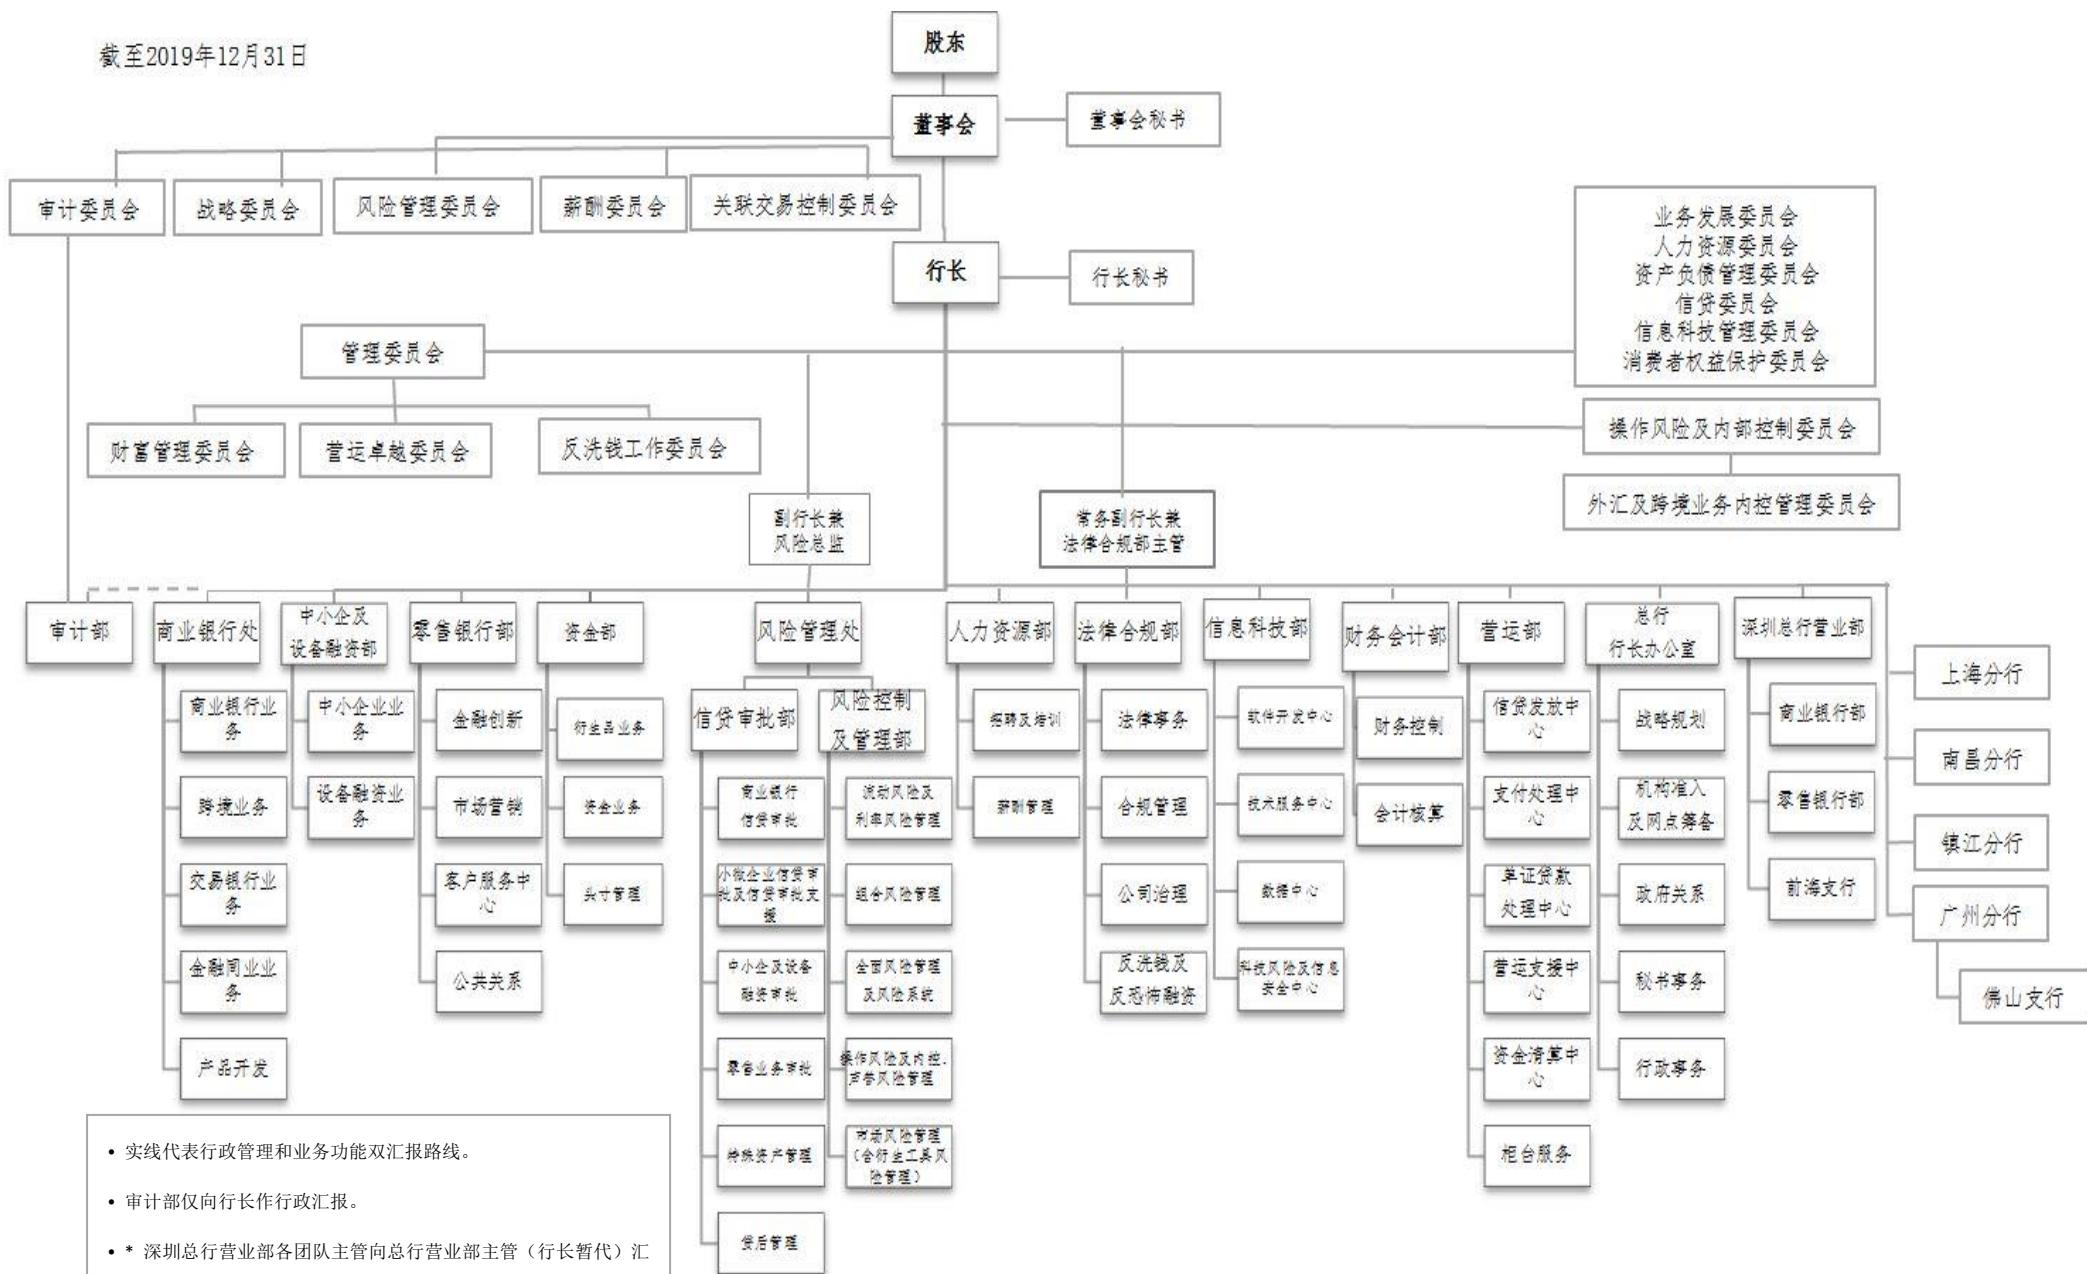 截至2019年12月31日
股东
董事会
董事会秘书
审计委员会
战略委员会
风险管理委员会
薪酬委员会
关联交易控制委员会
行长
行长秘书
业务发展委员会
人力资源委员会
资产负债管理委员会
信贷委员会
信息科技管理委员会
消费者权益保护委员会
管理委员会
财富管理委员会
营运卓越委员会
反洗钱工作委员会
操作风险及内部控制委员会
外汇及跨境业务内控管理委员会
副行长兼
风险总监
常务副行长兼
法律合规部主管
审计部
商业银行处
中小企及
设备融资部
零售银行部
资金部
风险管理处
人力资源部
法律合规部
信息科技部
财务会计部
营运部
总行
行长办公室
深圳总行营业部
商业银行业
务
跨境业务
交易银行业
务
金融同业业
务
产品开发
中小企业业
务
设备融资业
务
金融创新
市场营销
客户服务中
心
公共关系
衍生品业务
资金业务
头寸管理
信贷审批部
商业银行
信贷审批
小微企业信贷审
批及信贷审批支
援
中小企及设备
融资审批
零售业务审批
特殊资产管理
贷后管理
风险控制
及管理部
流动风险及
利率风险管理
组合风险管理
全面风险管理
及风险系统
操作风险及内控、
声誉风险管理
市场风险管理
(含衍生工具风
险管理)
招聘及培训
薪酬管理
法律事务
合规管理
公司治理
反洗钱及
反恐怖融资
软件开发中心
技术服务中心
数据中心
科技风险及信息
安全中心
财务控制
会计核算
信贷发放中
心
支付处理中
心
单证贷款
处理中心
营运支援中
心
资金清算中
心
柜台服务
战略规划
机构准入
及网点筹备
政府关系
秘书事务
行政事务
商业银行部
零售银行部
前海支行
上海分行
南昌分行
镇江分行
广州分行
佛山支行
• 实线代表行政管理和业务功能双汇报路线。
• 审计部仅向行长作行政汇报。
• * 深圳总行营业部各团队主管向总行营业部主管（行长暂代）汇